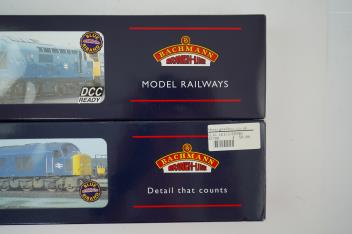 BLUE RIBAND
BACHMANN
BRANCH-LINE
MODEL RAILWAYS
DCC
READY
BLUE RIBAND
BACHMANN
BRANCH-LINE
Detail that counts